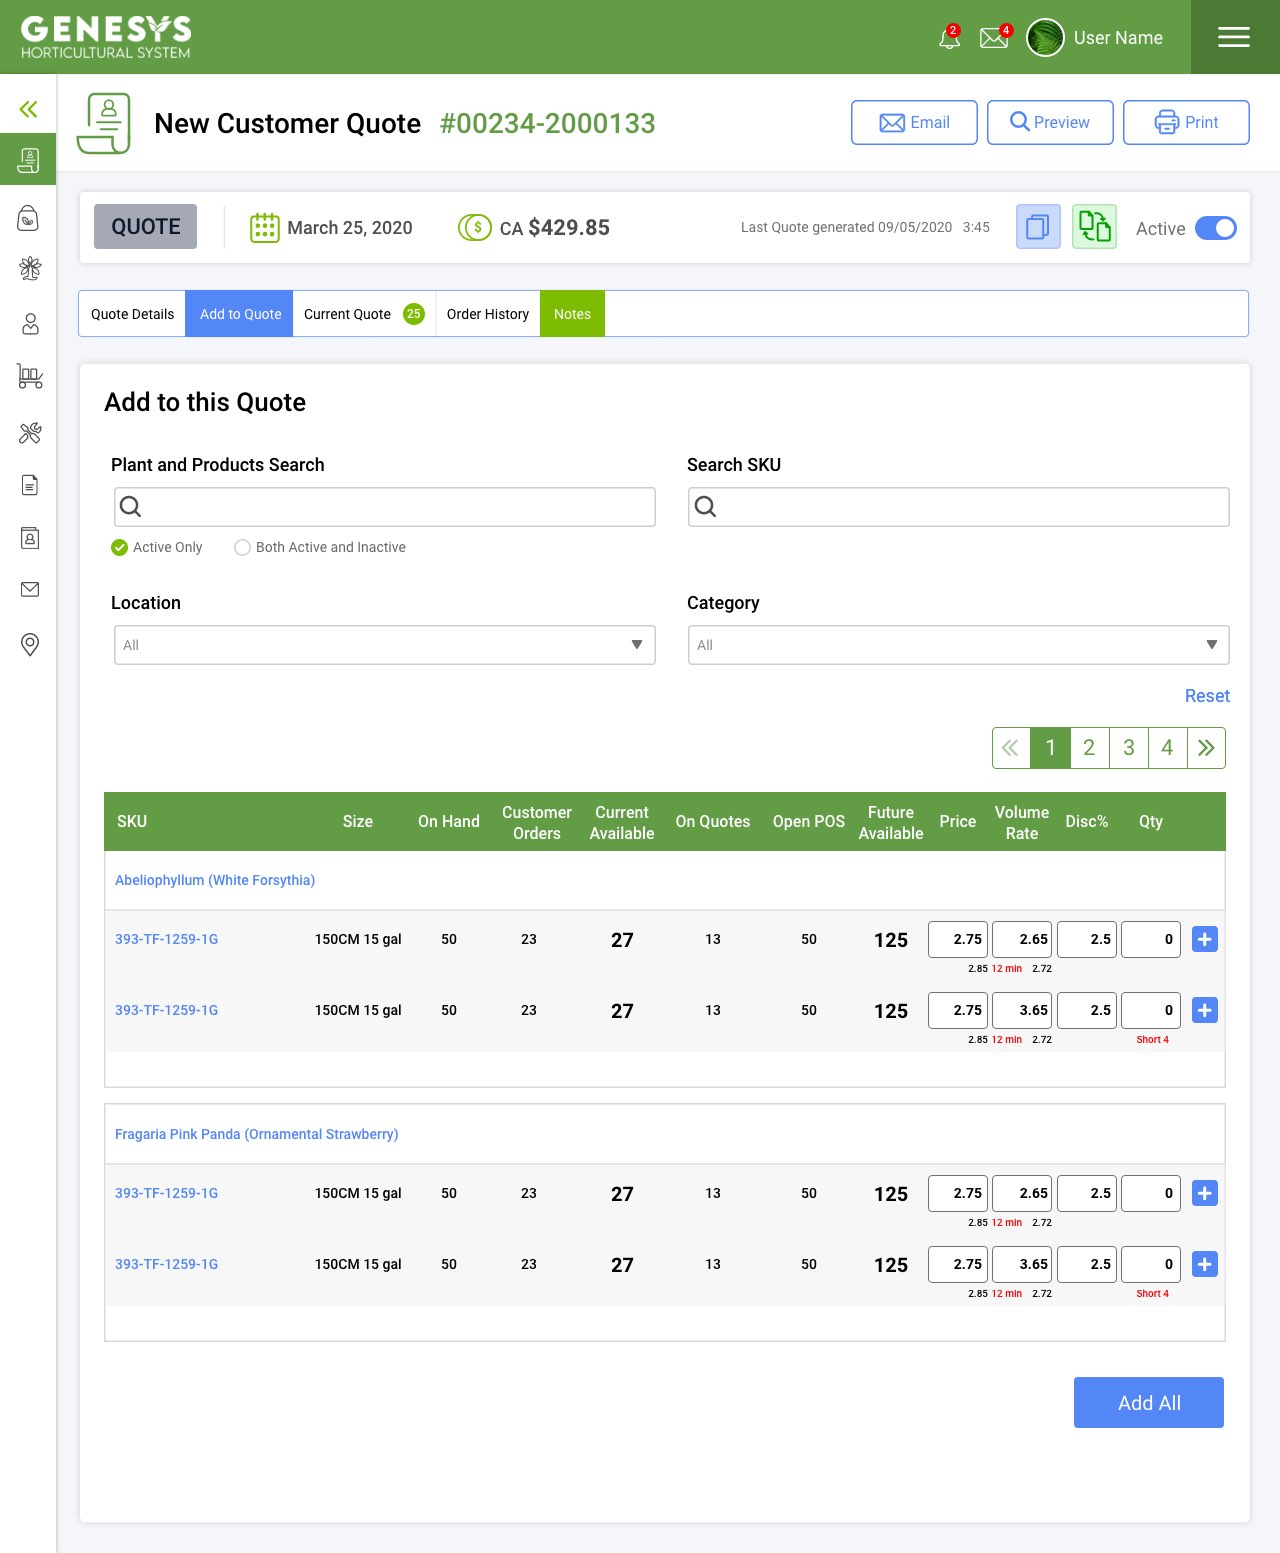 GENESYS
HORTICULTURAL SYSTEM
2
4
User Name
New Customer Quote #00234-2000133
Email
Preview
Print
QUOTE
March 25, 2020
CA $429.85
Last Quote generated 09/05/2020 3:45
Active
Quote Details
Add to Quote
Current Quote 25
Order History
Notes
Add to this Quote
Plant and Products Search
Search SKU
Active Only
Both Active and Inactive
Location
Category
All
All
Reset
1 2 3 4
SKU Size On Hand Customer Orders Current Available On Quotes Open POS Future Available Price Volume Rate Disc% Qty
Abeliophyllum (White Forsythia)
393-TF-1259-1G 150CM 15 gal 50 23 27 13 50 125 2.75 2.65 2.5 0
2.85 12 min 2.72
393-TF-1259-1G 150CM 15 gal 50 23 27 13 50 125 2.75 3.65 2.5 0
2.85 12 min 2.72 Short 4
Fragaria Pink Panda (Ornamental Strawberry)
393-TF-1259-1G 150CM 15 gal 50 23 27 13 50 125 2.75 2.65 2.5 0
2.85 12 min 2.72
393-TF-1259-1G 150CM 15 gal 50 23 27 13 50 125 2.75 3.65 2.5 0
2.85 12 min 2.72 Short 4
Add All